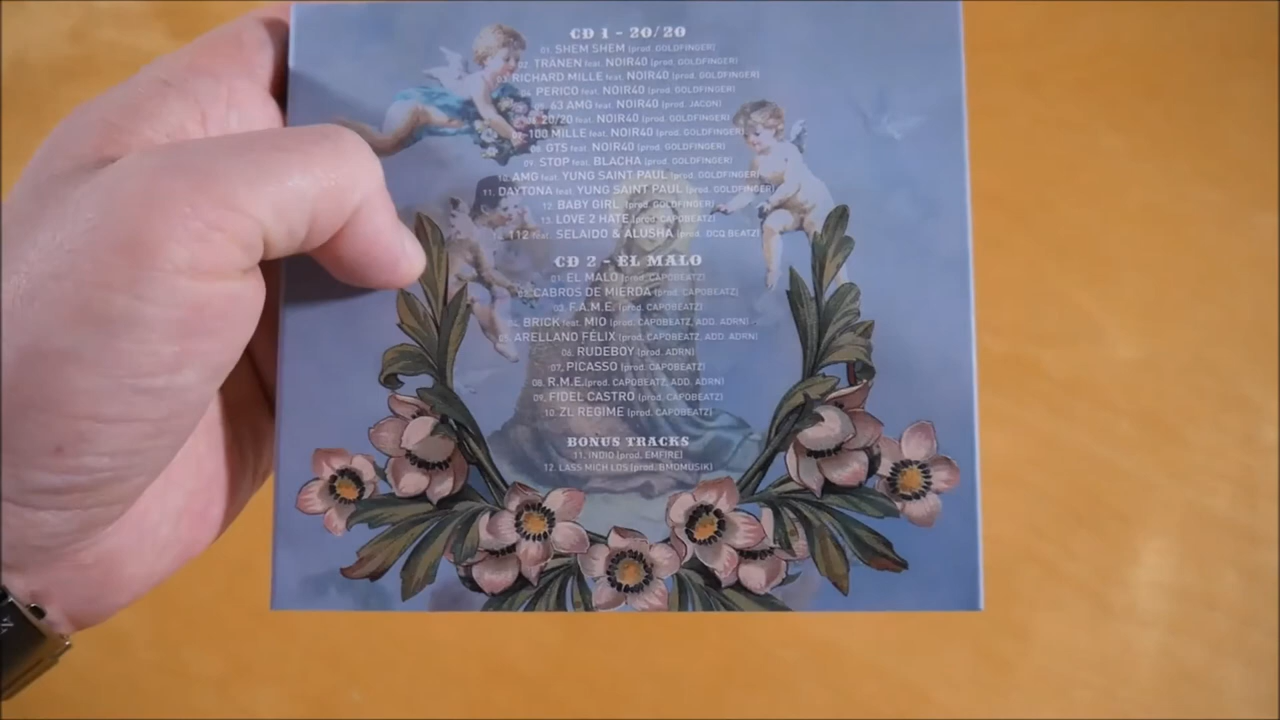 CD 1 - 20/20
01. SHEM SHEM (prod. GOLDFINGER)
02. TRÄNEN feat. NOIR40 (prod. GOLDFINGER)
03. RICHARD MILLE feat. NOIR40 (prod. GOLDFINGER)
04. PERICO feat. NOIR40 (prod. GOLDFINGER)
05. 63 AMG feat. NOIR40 (prod. JACON)
06. 20/20 feat. NOIR40 (prod. GOLDFINGER)
07. 100 MILLE feat. NOIR40 (prod. GOLDFINGER)
08. GTS feat. NOIR40 (prod. GOLDFINGER)
09. STOP feat. BLACHA (prod. GOLDFINGER)
10. AMG feat. YUNG SAINT PAUL (prod. GOLDFINGER)
11. DAYTONA feat. YUNG SAINT PAUL (prod. GOLDFINGER)
12. BABY GIRL (prod. GOLDFINGER)
13. LOVE 2 HATE (prod. CAPOBEATZ)
14. 112 feat. SELAIDO & ALUSHA (prod. DCQ BEATZ)
CD 2 - EL MALO
01. EL MALO (prod. CAPOBEATZ)
02. CABROS DE MIERDA (prod. CAPOBEATZ)
03. F.A.M.E. (prod. CAPOBEATZ)
04. BRICK feat. MIO (prod. CAPOBEATZ, ADD. ADRN)
05. ARELLANO FÉLIX (prod. CAPOBEATZ, ADD. ADRN)
06. RUDEBOY (prod. ADRN)
07. PICASSO (prod. CAPOBEATZ)
08. R.M.E.(prod. CAPOBEATZ, ADD. ADRN)
09. FIDEL CASTRO (prod. CAPOBEATZ)
10. ZL REGIME (prod. CAPOBEATZ)
BONUS TRACKS
11. INDIO (prod. EMFIRE)
12. LASS MICH LOS (prod. BMOMUSIK)